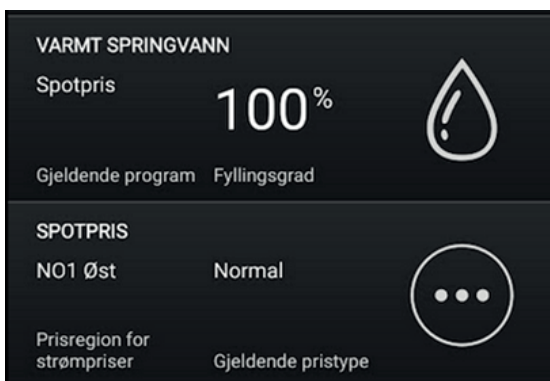 VARMT SPRINGVANN
Spotpris
100%
Gjeldende program
Fyllingsgrad
SPOTPRIS
NO1 Øst
Normal
Prisregion for
strømpriser
Gjeldende pristype